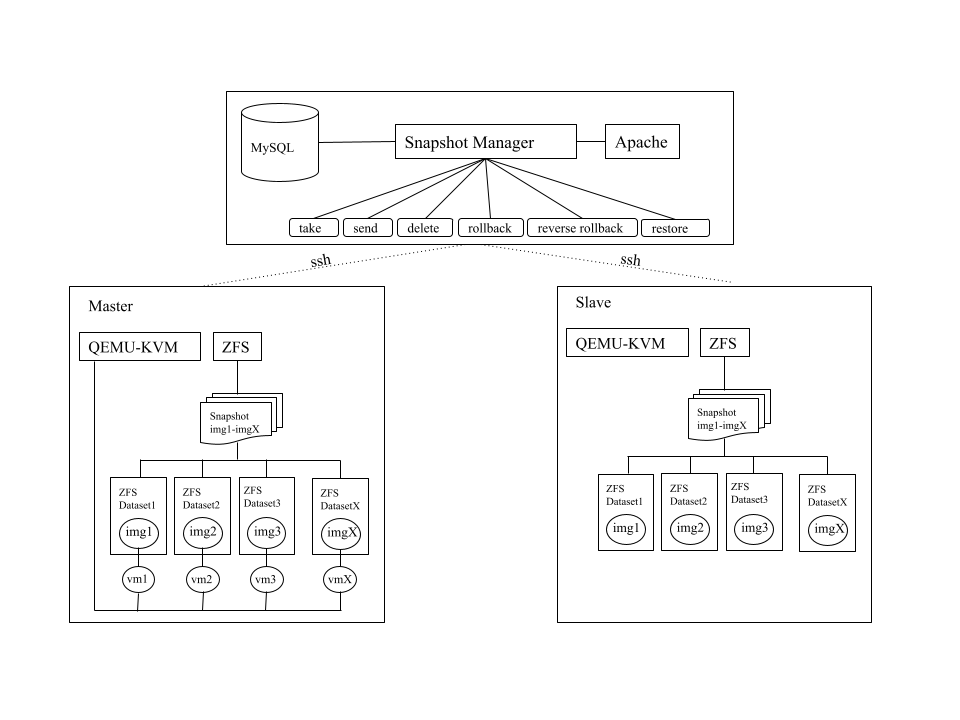 MySQL
Snapshot Manager
Apache
take
send
delete
rollback
reverse rollback
restore
ssh
ssh
Master
QEMU-KVM
ZFS
Snapshot
img1-imgX
ZFS
Dataset1
img1
ZFS
Dataset2
img2
ZFS
Dataset3
img3
ZFS
DatasetX
imgX
vm1
vm2
vm3
vmX
Slave
QEMU-KVM
ZFS
Snapshot
img1-imgX
ZFS
Dataset1
img1
ZFS
Dataset2
img2
ZFS
Dataset3
img3
ZFS
DatasetX
imgX